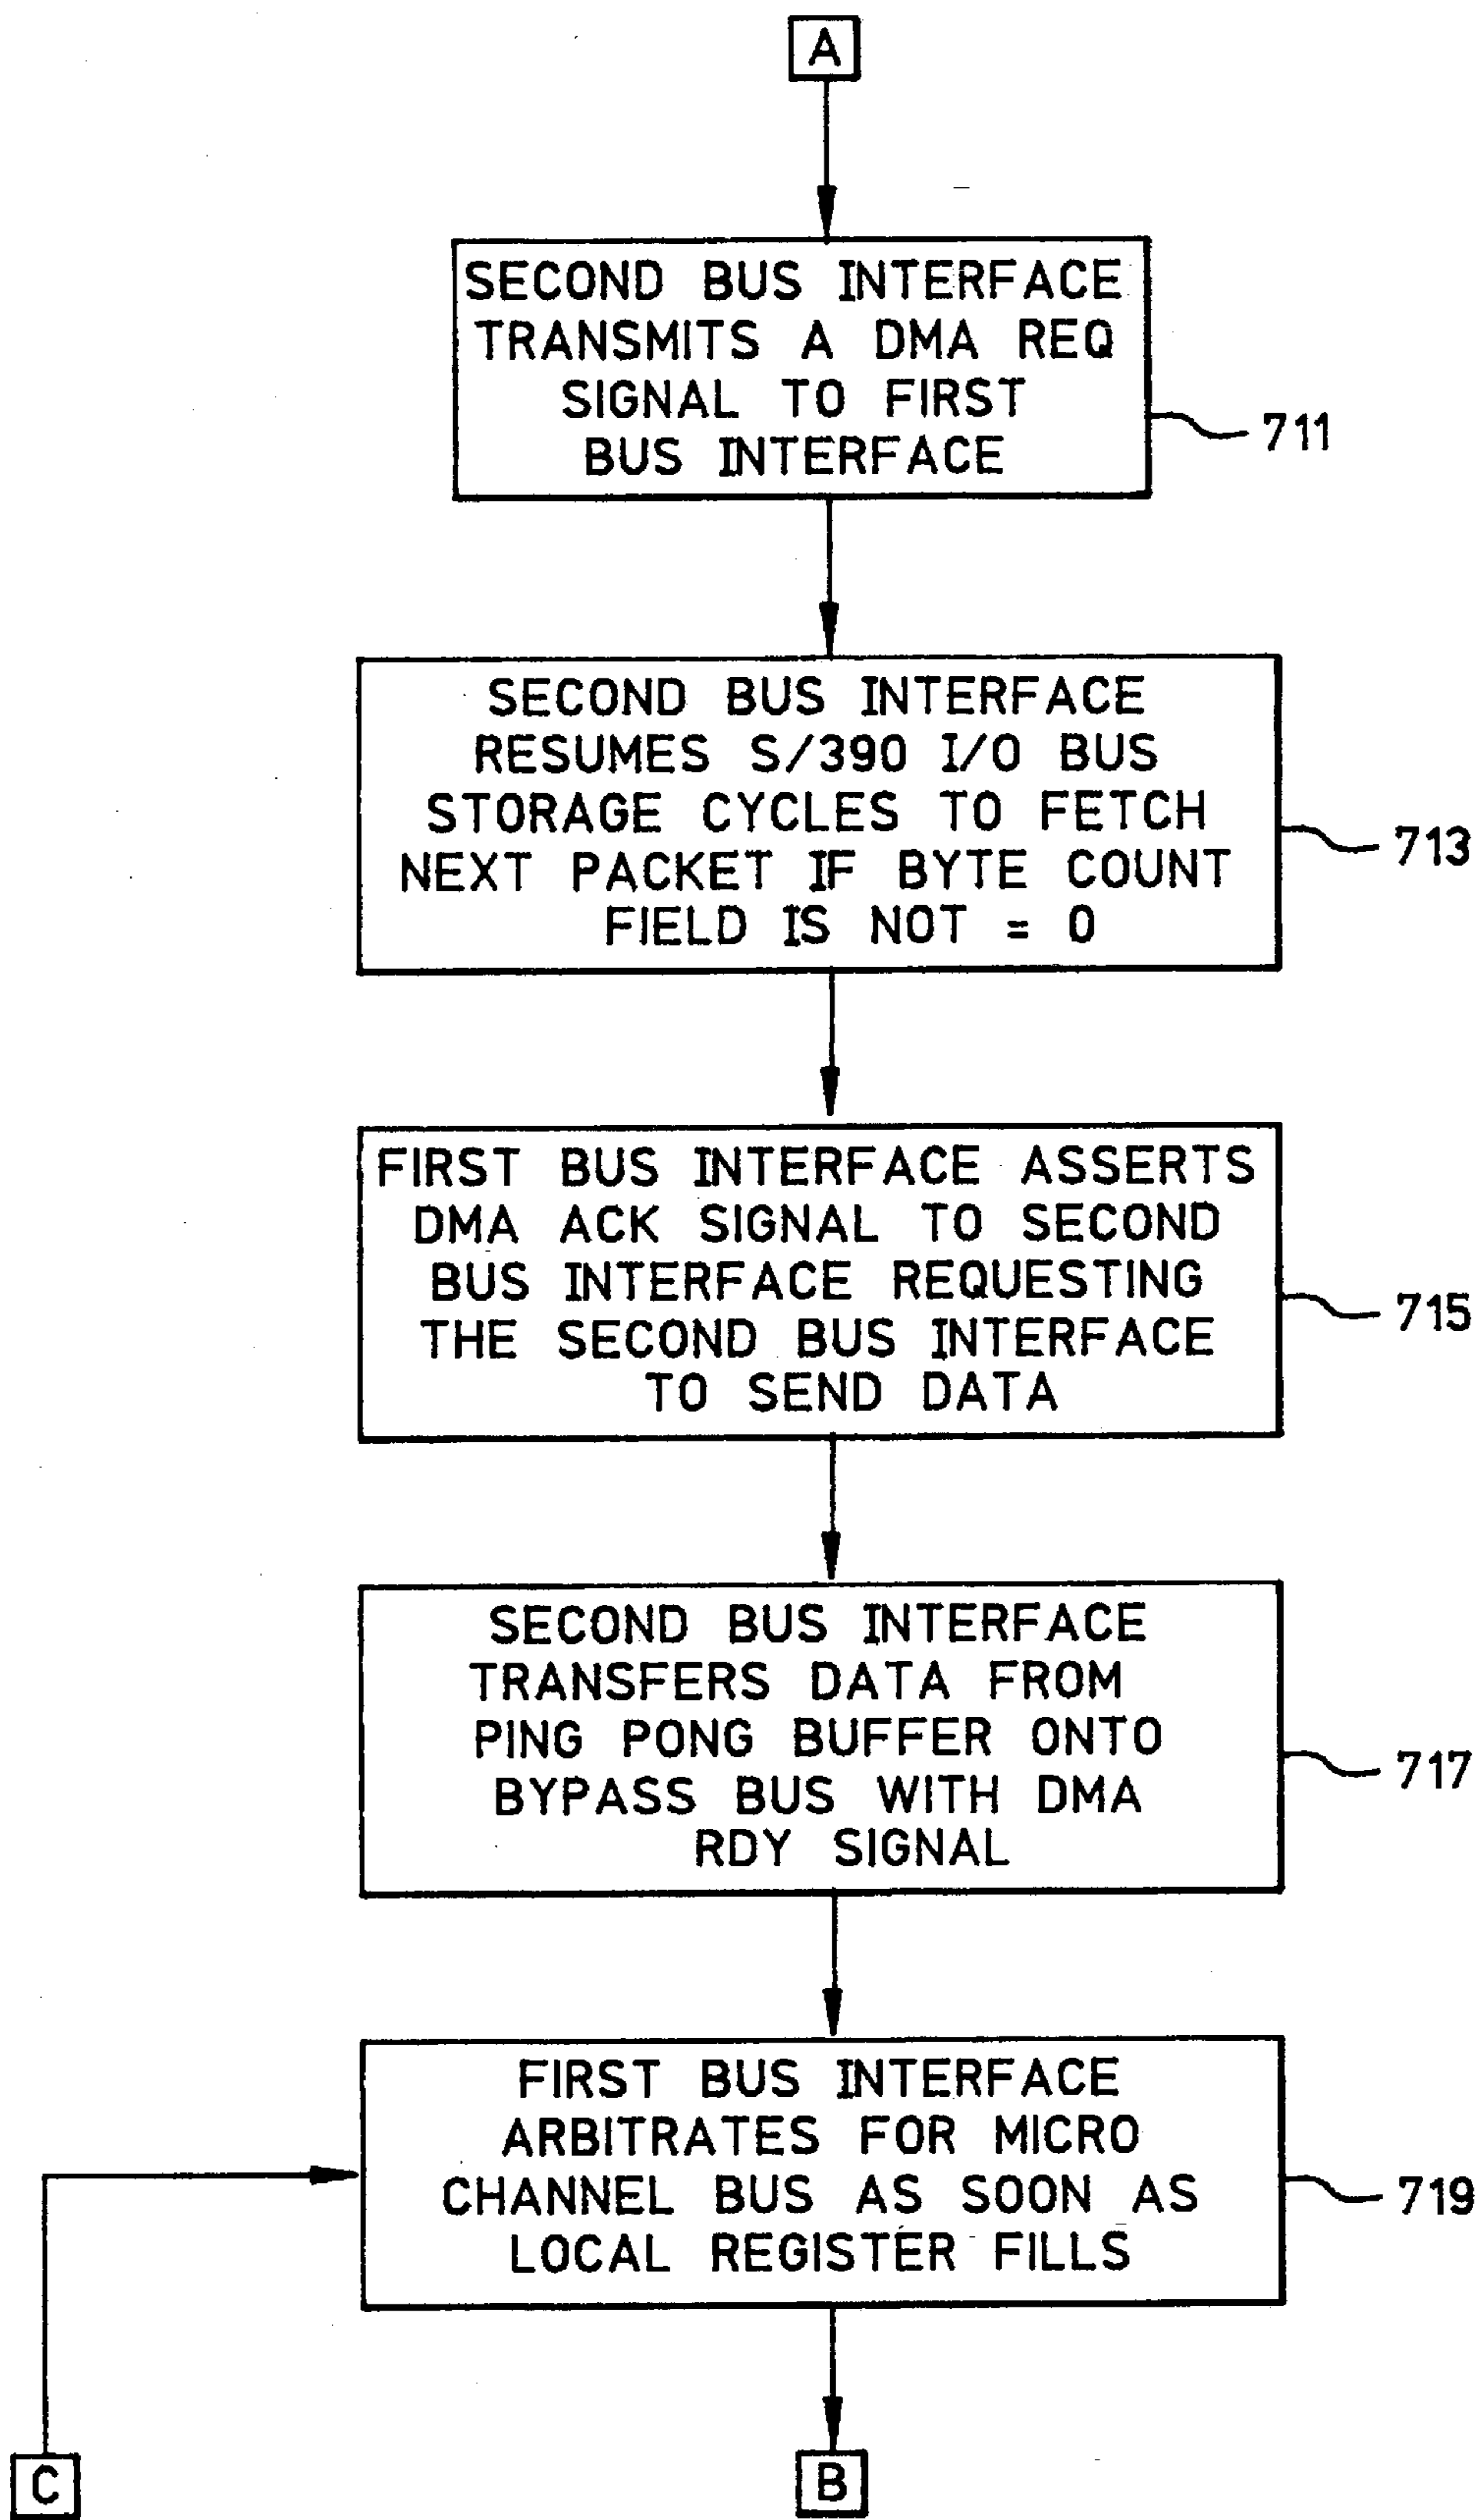 A
SECOND BUS INTERFACE
TRANSMITS A DMA REQ
SIGNAL TO FIRST
BUS INTERFACE
711
SECOND BUS INTERFACE
RESUMES S/390 I/O BUS
STORAGE CYCLES TO FETCH
NEXT PACKET IF BYTE COUNT
FIELD IS NOT = 0
713
FIRST BUS INTERFACE ASSERTS
DMA ACK SIGNAL TO SECOND
BUS INTERFACE REQUESTING
THE SECOND BUS INTERFACE
TO SEND DATA
715
SECOND BUS INTERFACE
TRANSFERS DATA FROM
PING PONG BUFFER ONTO
BYPASS BUS WITH DMA
RDY SIGNAL
717
FIRST BUS INTERFACE
ARBITRATES FOR MICRO
CHANNEL BUS AS SOON AS
LOCAL REGISTER FILLS
719
C
B